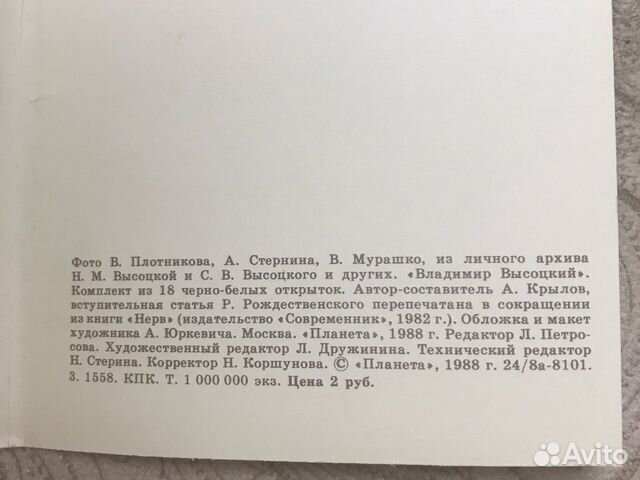 Фото В. Плотникова, А. Стернина, В. Мурашко, из личного архива
Н. М. Высоцкой и С. В. Высоцкого и других. «Владимир Высоцкий».
Комплект из 18 черно-белых открыток. Автор-составитель А. Крылов,
вступительная статья Р. Рождественского перепечатана в сокращении
из книги «Нерв» (издательство «Современник», 1982 г.). Обложка и макет
художника А. Юркевича. Москва. «Планета», 1988 г. Редактор Л. Петро-
сова. Художественный редактор Л. Дружинина. Технический редактор
Н. Стерина. Корректор Н. Коршунова. © «Планета», 1988 г. 24/8а-8101.
З. 1558. КПК. Т. 1 000 000 экз. Цена 2 руб.
Avito